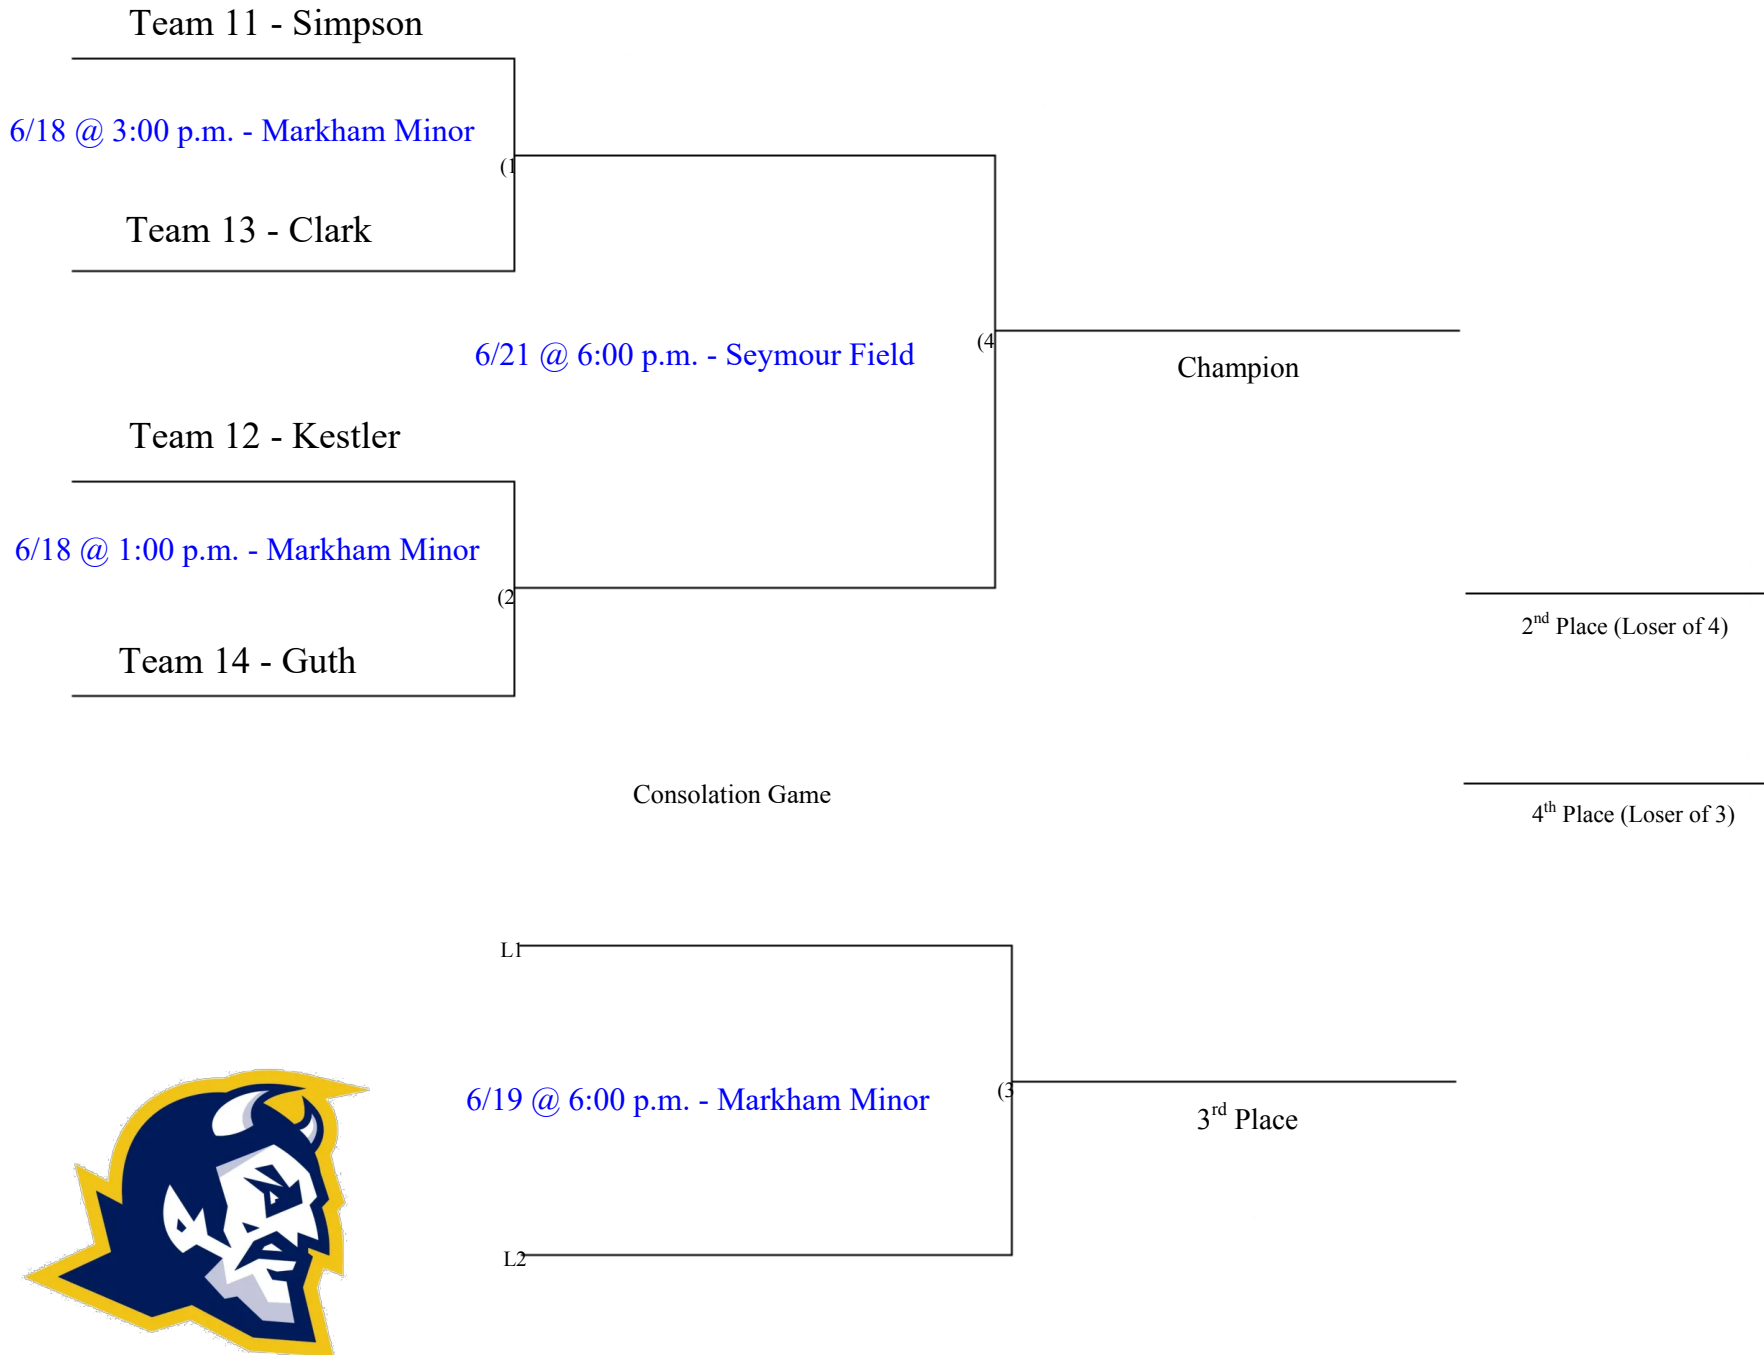 Team 11 - Simpson
6/18 @ 3:00 p.m. - Markham Minor
(1
Team 13 - Clark
6/21 @ 6:00 p.m. - Seymour Field
(4
Champion
Team 12 - Kestler
6/18 @ 1:00 p.m. - Markham Minor
(2
2nd Place (Loser of 4)
Team 14 - Guth
Consolation Game
4th Place (Loser of 3)
L1
6/19 @ 6:00 p.m. - Markham Minor
(3
3rd Place
L2